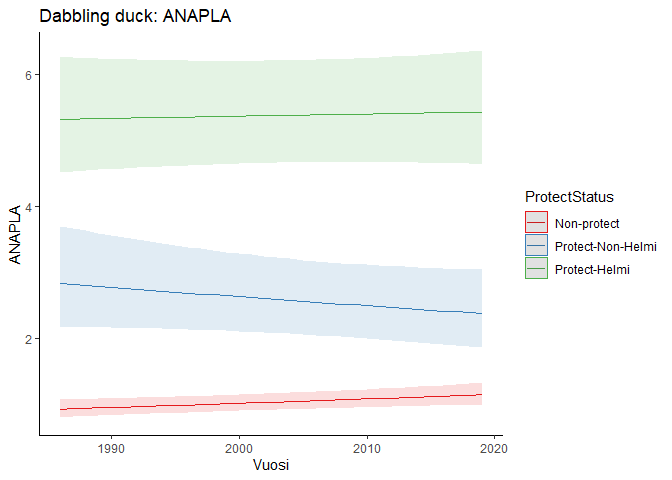 Dabbling duck: ANAPLA
6
4
2
ANAPLA
1990
2000
2010
2020
Vuosi
ProtectStatus
Non-protect
Protect-Non-Helmi
Protect-Helmi